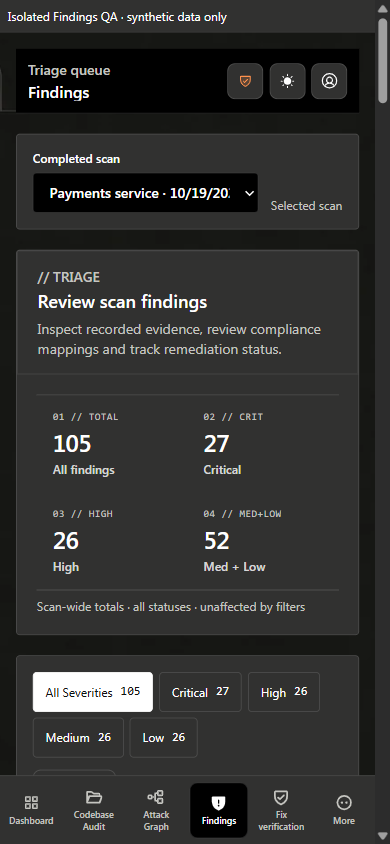 Isolated Findings QA · synthetic data only
Triage queue
Findings
Completed scan
Payments service · 10/19/20
Selected scan
// TRIAGE
Review scan findings
Inspect recorded evidence, review compliance
mappings and track remediation status.
01 // TOTAL
105
All findings
02 // CRIT
27
Critical
03 // HIGH
26
High
04 // MED+LOW
52
Med + Low
Scan-wide totals · all statuses · unaffected by filters
All Severities 105
Critical 27
High 26
Medium 26
Low 26
Dashboard
Codebase
Audit
Attack
Graph
Findings
Fix
verification
More